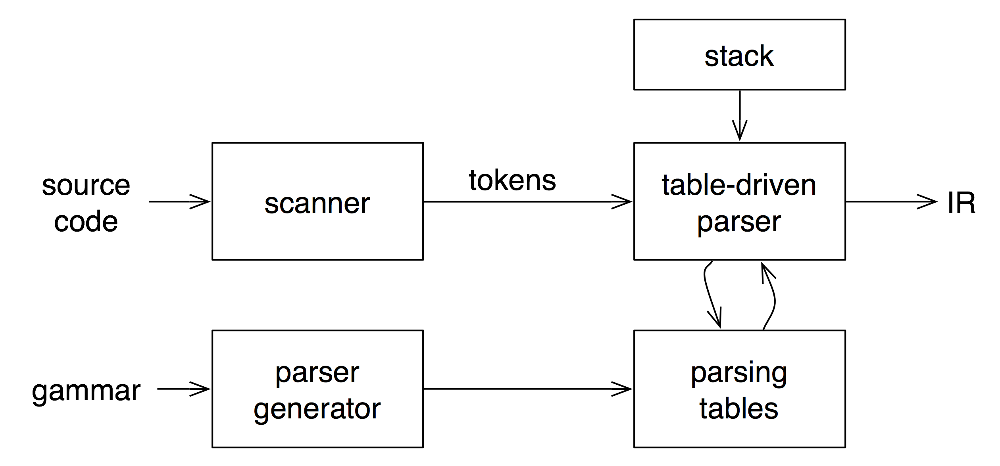 stack
source
code
scanner
tokens
table-driven
parser
IR
gammar
parser
generator
parsing
tables